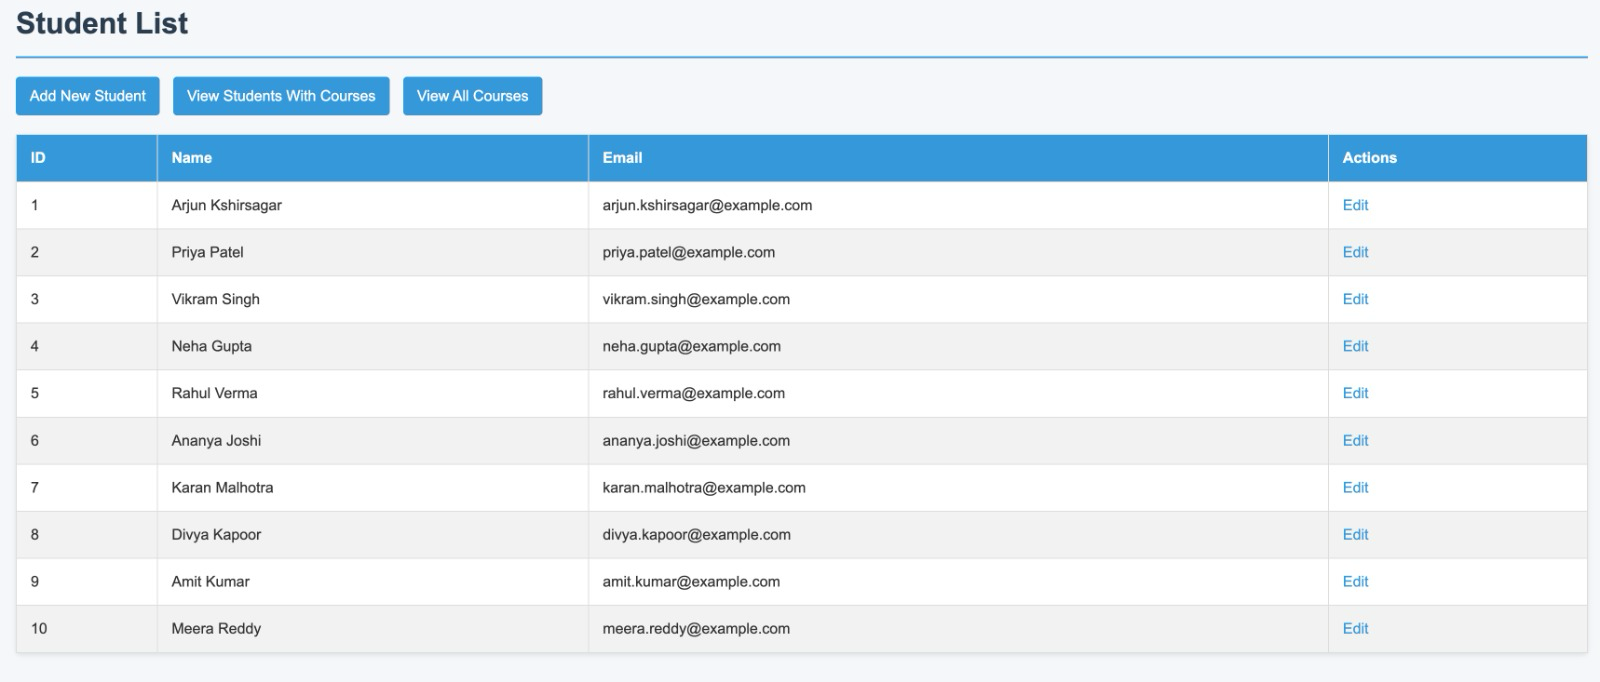 Student List
Add New Student View Students With Courses View All Courses
ID Name Email Actions
1 Arjun Kshirsagar arjun.kshirsagar@example.com Edit
2 Priya Patel priya.patel@example.com Edit
3 Vikram Singh vikram.singh@example.com Edit
4 Neha Gupta neha.gupta@example.com Edit
5 Rahul Verma rahul.verma@example.com Edit
6 Ananya Joshi ananya.joshi@example.com Edit
7 Karan Malhotra karan.malhotra@example.com Edit
8 Divya Kapoor divya.kapoor@example.com Edit
9 Amit Kumar amit.kumar@example.com Edit
10 Meera Reddy meera.reddy@example.com Edit